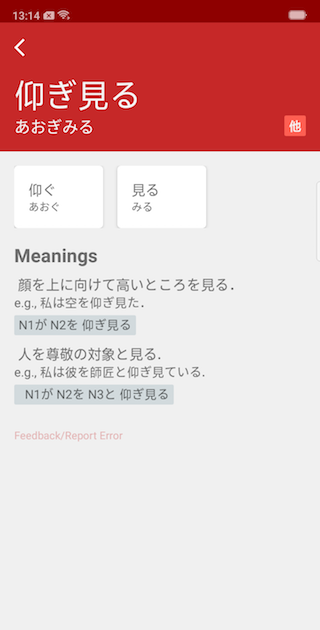 13:14
仰ぎ見る
あおぎみる
他
仰ぐ
あおぐ
見る
みる
Meanings
顔を上に向けて高いところを見る.
e.g., 私は空を仰ぎ見た.
N1が N2を 仰ぎ見る
人を尊敬の対象と見る.
e.g., 私は彼を師匠と仰ぎ見ている.
N1が N2を N3と 仰ぎ見る
Feedback/Report Error